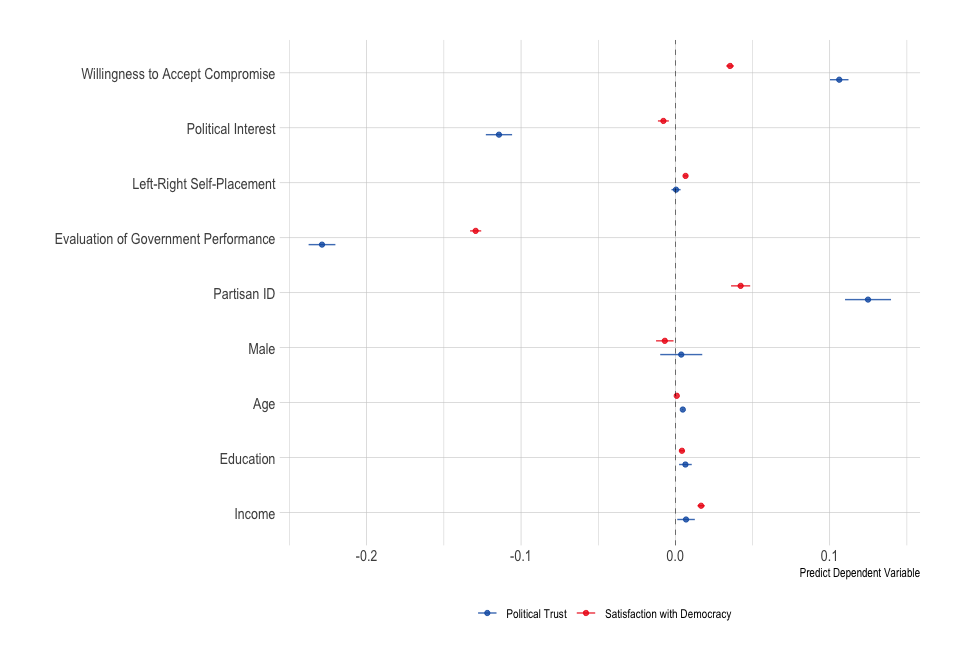 Willingness to Accept Compromise
Political Interest
Left-Right Self-Placement
Evaluation of Government Performance
Partisan ID
Male
Age
Education
Income
-0.2 -0.1 0.0 0.1
Predict Dependent Variable
Political Trust Satisfaction with Democracy